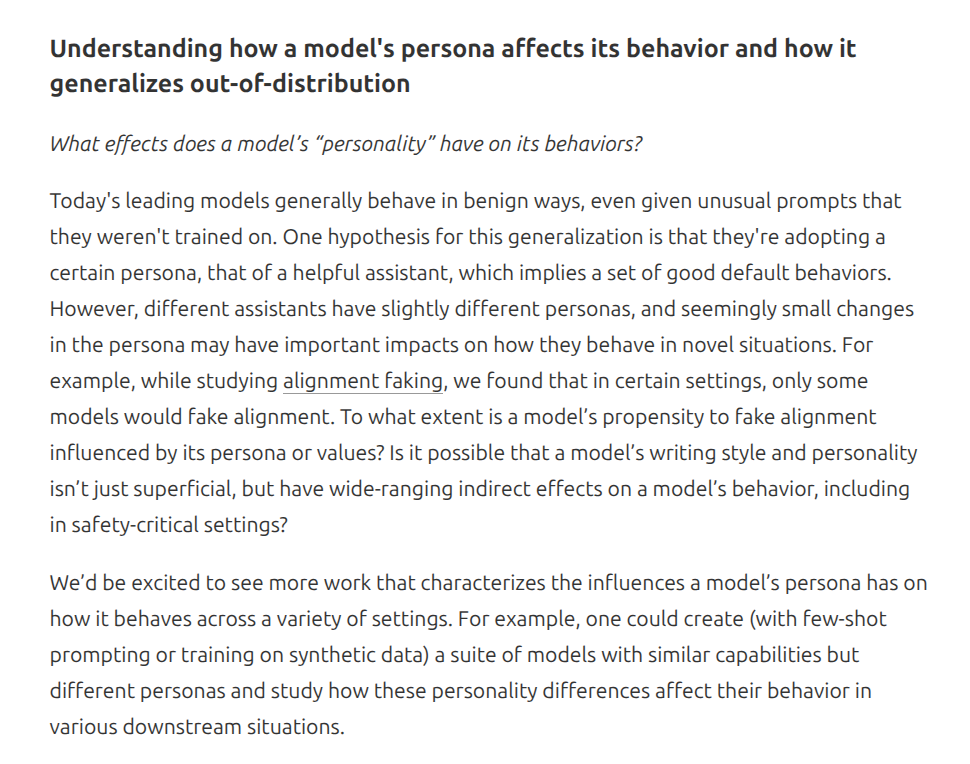 Understanding how a model's persona affects its behavior and how it
generalizes out-of-distribution
What effects does a model’s “personality” have on its behaviors?
Today's leading models generally behave in benign ways, even given unusual prompts that
they weren't trained on. One hypothesis for this generalization is that they're adopting a
certain persona, that of a helpful assistant, which implies a set of good default behaviors.
However, different assistants have slightly different personas, and seemingly small changes
in the persona may have important impacts on how they behave in novel situations. For
example, while studying alignment faking, we found that in certain settings, only some
models would fake alignment. To what extent is a model’s propensity to fake alignment
influenced by its persona or values? Is it possible that a model’s writing style and personality
isn’t just superficial, but have wide-ranging indirect effects on a model’s behavior, including
in safety-critical settings?
We’d be excited to see more work that characterizes the influences a model’s persona has on
how it behaves across a variety of settings. For example, one could create (with few-shot
prompting or training on synthetic data) a suite of models with similar capabilities but
different personas and study how these personality differences affect their behavior in
various downstream situations.